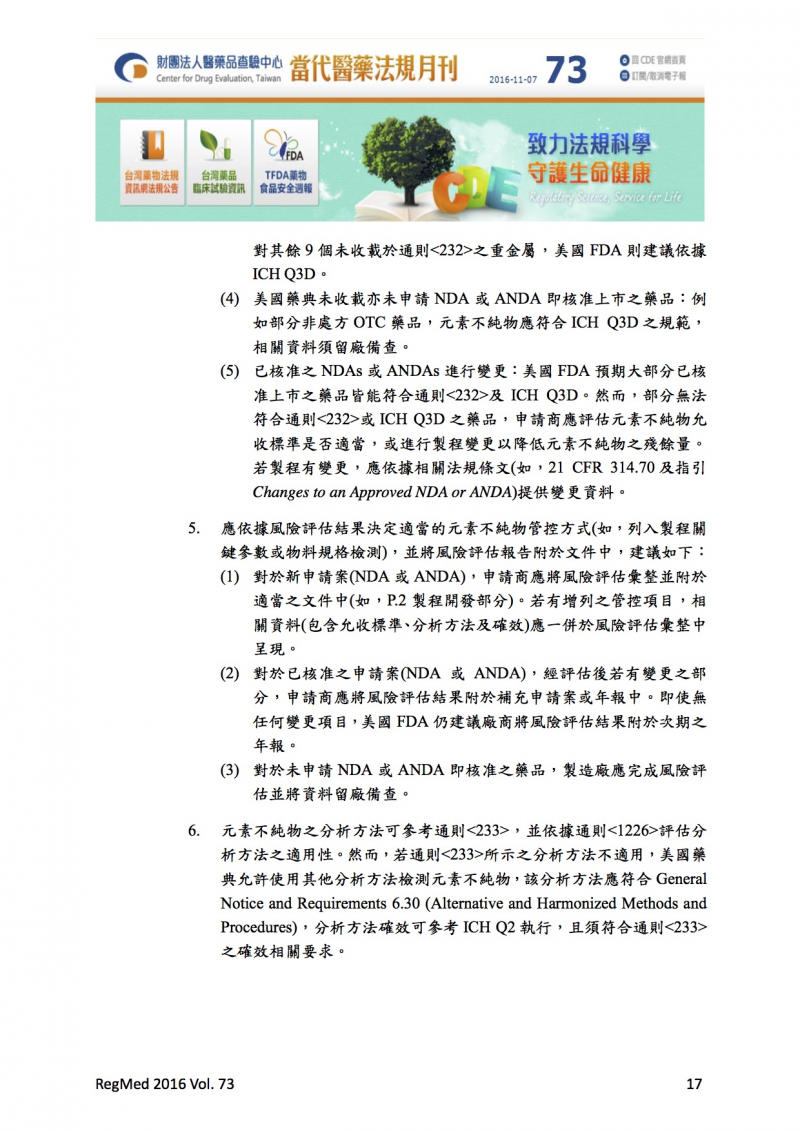 財團法人醫藥品查驗中心
Center for Drug Evaluation, Taiwan
當代醫藥法規月刊
2016-11-07
73
回 CDE 官網首頁
訂閱/取消電子報
台灣藥物法規
資訊網法規公告
台灣藥品
臨床試驗資訊
FDA
TFDA藥物
食品安全週報
CDE
致力法規科學
守護生命健康
Regulatory Science, Service for Life
對其餘 9 個未收載於通則<232>之重金屬，美國 FDA 則建議依據
ICH Q3D。
(4) 美國藥典未收載亦未申請 NDA 或 ANDA 即核准上市之藥品：例
如部分非處方 OTC 藥品，元素不純物應符合 ICH Q3D 之規範，
相關資料須留廠備查。
(5) 已核准之 NDAs 或 ANDAs 進行變更：美國 FDA 預期大部分已核
准上市之藥品皆能符合通則<232>及 ICH Q3D。然而，部分無法
符合通則<232>或 ICH Q3D 之藥品，申請商應評估元素不純物允
收標準是否適當，或進行製程變更以降低元素不純物之殘餘量。
若製程有變更，應依據相關法規條文(如，21 CFR 314.70 及指引
Changes to an Approved NDA or ANDA)提供變更資料。
5. 應依據風險評估結果決定適當的元素不純物管控方式(如，列入製程關
鍵參數或物料規格檢測)，並將風險評估報告附於文件中，建議如下：
(1) 對於新申請案(NDA 或 ANDA)，申請商應將風險評估彙整並附於
適當之文件中(如，P.2 製程開發部分)。若有增列之管控項目，相
關資料(包含允收標準、分析方法及確效)應一併於風險評估彙整中
呈現。
(2) 對於已核准之申請案(NDA 或 ANDA)，經評估後若有變更之部
分，申請商應將風險評估結果附於補充申請案或年報中。即使無
任何變更項目，美國 FDA 仍建議廠商將風險評估結果附於次期之
年報。
(3) 對於未申請 NDA 或 ANDA 即核准之藥品，製造廠應完成風險評
估並將資料留廠備查。
6. 元素不純物之分析方法可參考通則<233>，並依據通則<1226>評估分
析方法之適用性。然而，若通則<233>所示之分析方法不適用，美國藥
典允許使用其他分析方法檢測元素不純物，該分析方法應符合 General
Notice and Requirements 6.30 (Alternative and Harmonized Methods and
Procedures)，分析方法確效可參考 ICH Q2 執行，且須符合通則<233>
之確效相關要求。
RegMed 2016 Vol. 73
17